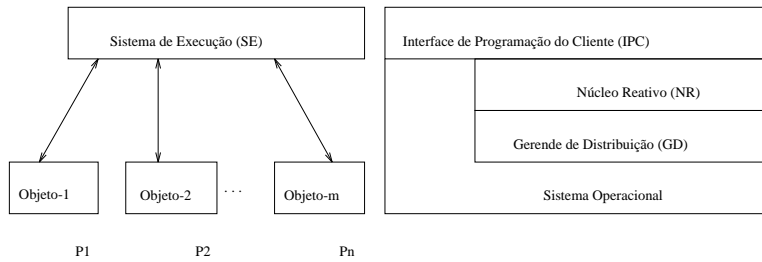 Sistema de Execução (SE)
Interface de Programação do Cliente (IPC)
Núcleo Reativo (NR)
Gerende de Distribuição (GD)
Objeto-1
Objeto-2
. . .
Objeto-m
Sistema Operacional
P1
P2
Pn